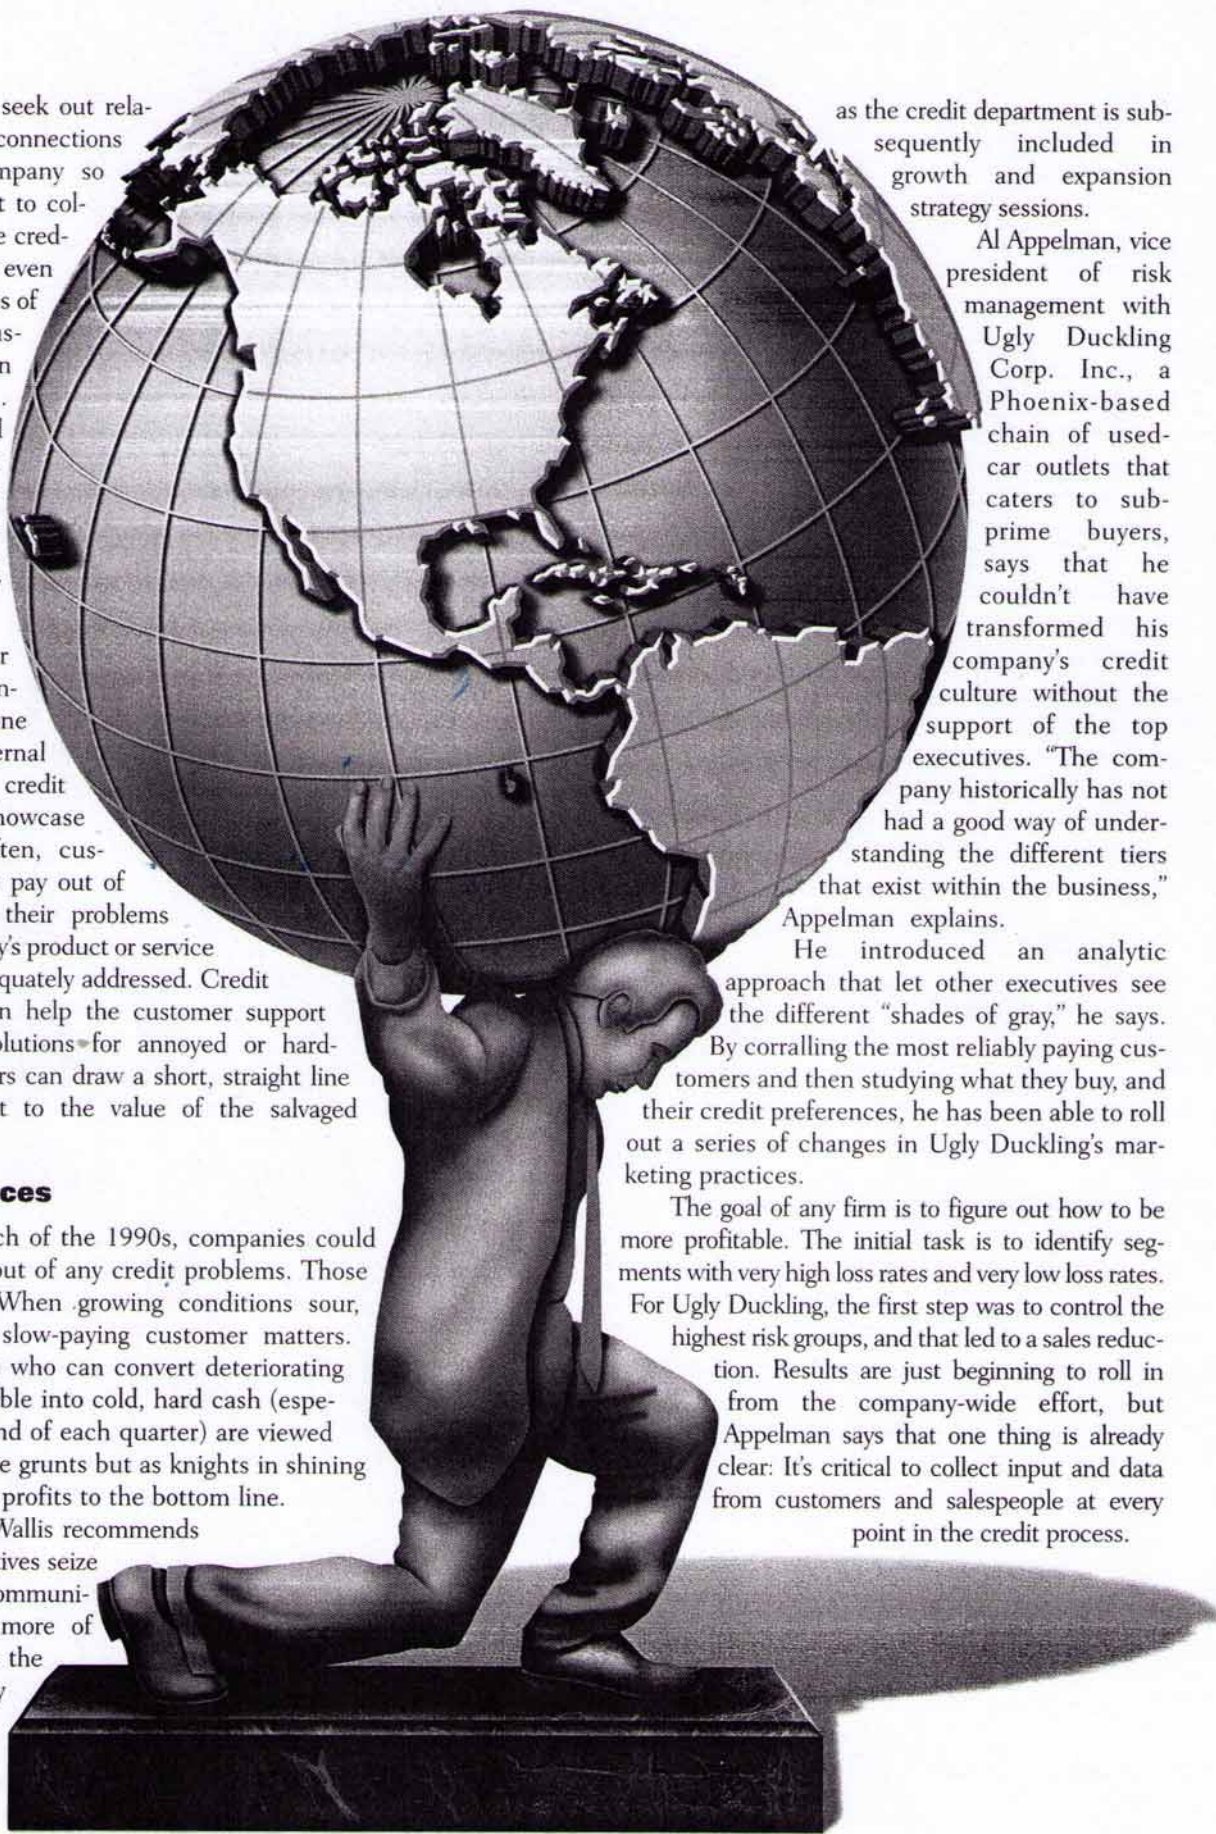 seek out rela-
connections
mpany so
t to col-
e cred-
even
s of
us-
n
.
l
r
n-
ne
ernal
credit
howcase
ten, cus-
pay out of
their problems
y's product or service
quately addressed. Credit
n help the customer support
olutions for annoyed or hard-
rs can draw a short, straight line
t to the value of the salvaged
ces
ch of the 1990s, companies could
out of any credit problems. Those
When growing conditions sour,
slow-paying customer matters.
who can convert deteriorating
ble into cold, hard cash (espe-
nd of each quarter) are viewed
e grunts but as knights in shining
profits to the bottom line.
Wallis recommends
ives seize
ommuni-
more of
the
y
as the credit department is sub-
sequently included in
growth and expansion
strategy sessions.
Al Appelman, vice
president of risk
management with
Ugly Duckling
Corp. Inc., a
Phoenix-based
chain of used-
car outlets that
caters to sub-
prime buyers,
says that he
couldn't have
transformed his
company's credit
culture without the
support of the top
executives. "The com-
pany historically has not
had a good way of under-
standing the different tiers
that exist within the business,"
Appelman explains.
He introduced an analytic
approach that let other executives see
the different "shades of gray," he says.
By corralling the most reliably paying cus-
tomers and then studying what they buy, and
their credit preferences, he has been able to roll
out a series of changes in Ugly Duckling's mar-
keting practices.
The goal of any firm is to figure out how to be
more profitable. The initial task is to identify seg-
ments with very high loss rates and very low loss rates.
For Ugly Duckling, the first step was to control the
highest risk groups, and that led to a sales reduc-
tion. Results are just beginning to roll in
from the company-wide effort, but
Appelman says that one thing is already
clear: It's critical to collect input and data
from customers and salespeople at every
point in the credit process.